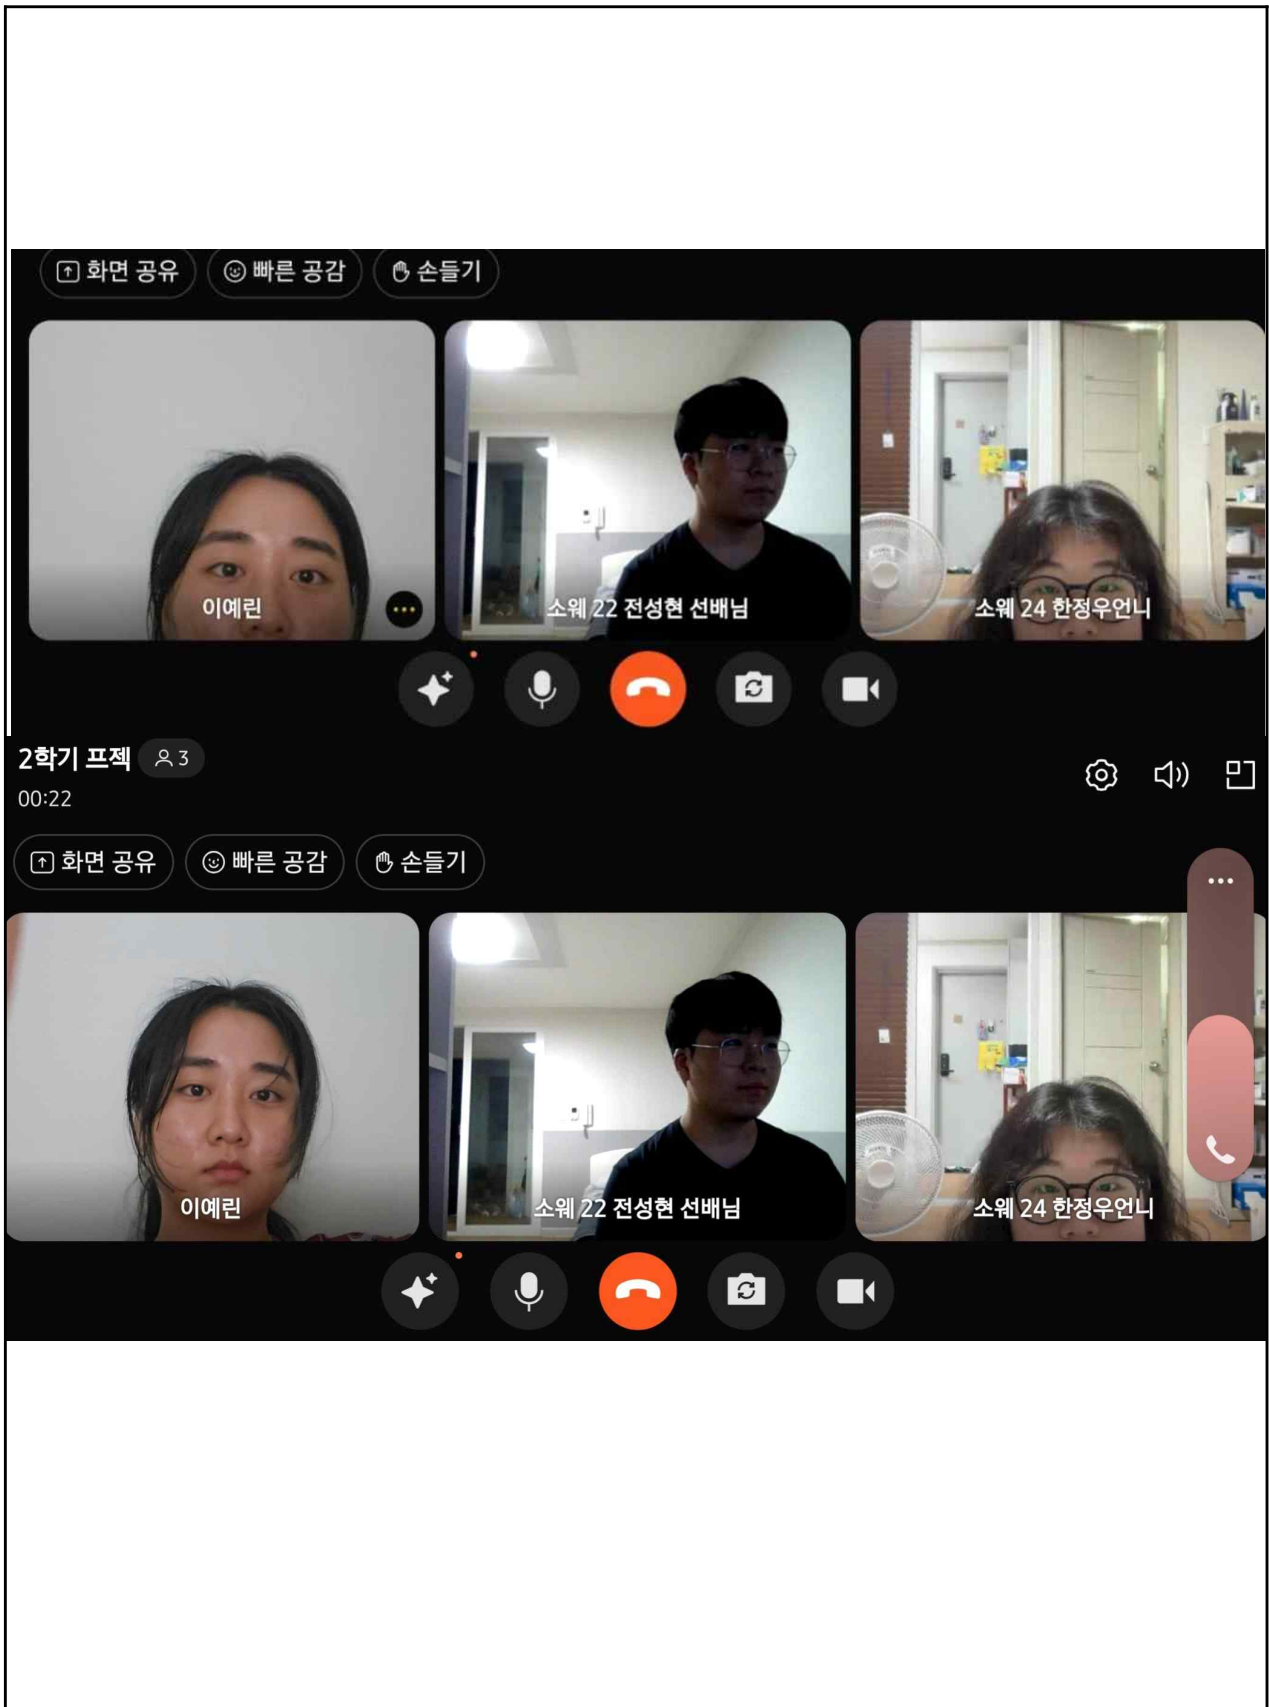 화면 공유
빠른 공감
손들기
이예린
소웨 22 전성현 선배님
소웨 24 한정우언니
2학기 프젝
3
00:22
화면 공유
빠른 공감
손들기
이예린
소웨 22 전성현 선배님
소웨 24 한정우언니